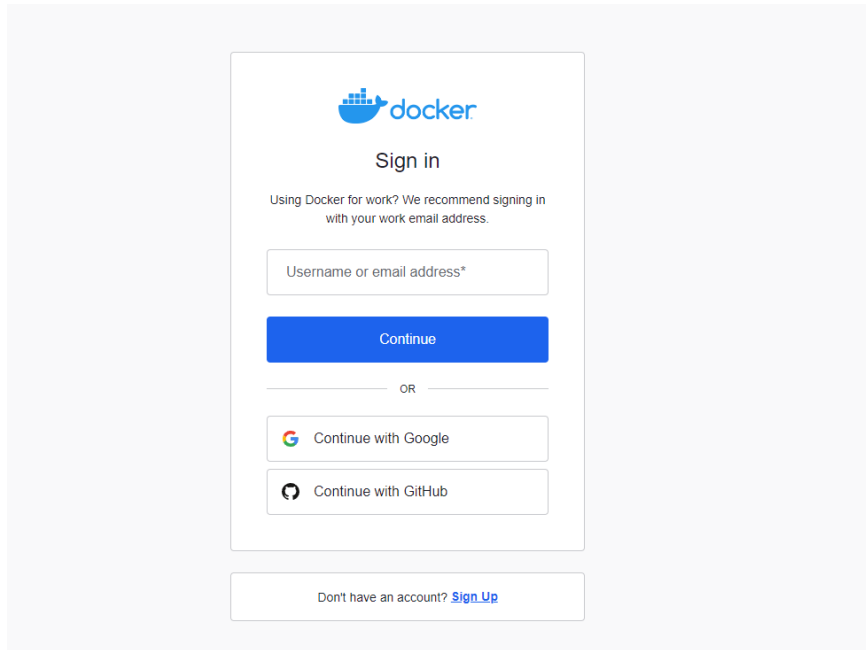 docker
Sign in
Using Docker for work? We recommend signing in
with your work email address.
Username or email address*
Continue
OR
Continue with Google
Continue with GitHub
Don't have an account? Sign Up